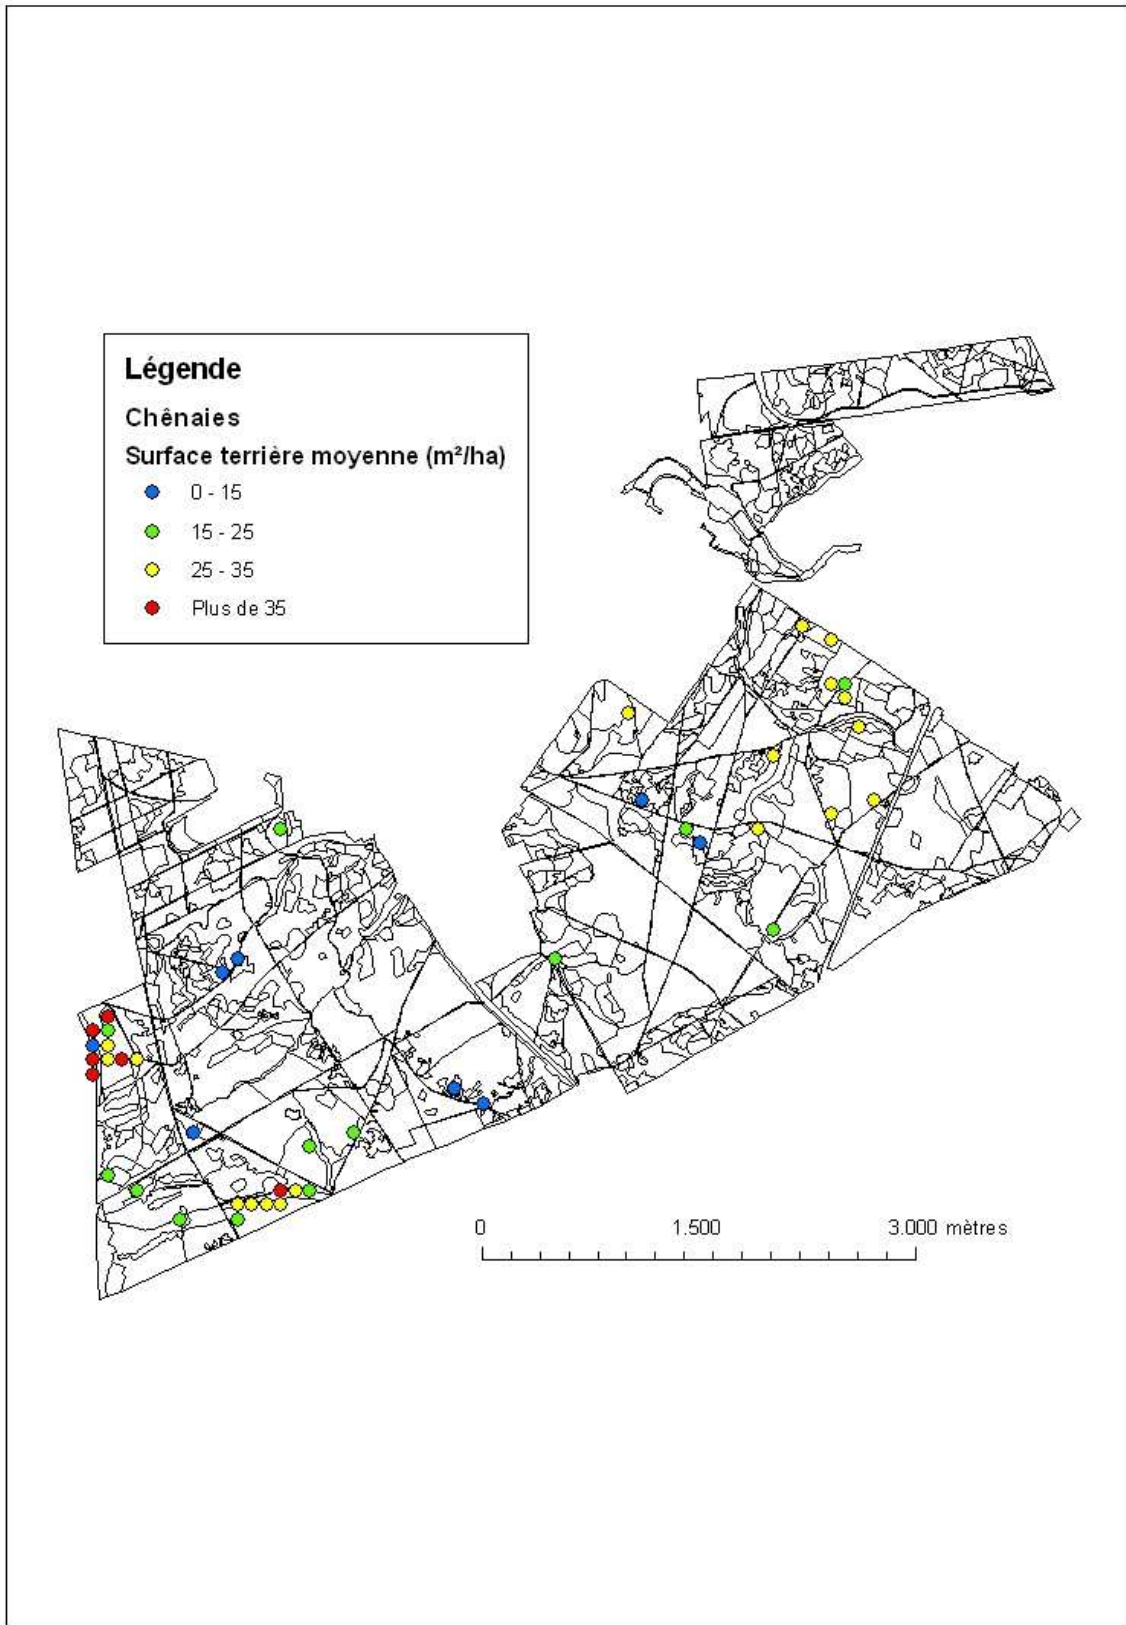 Légende
Chênaies
Surface terrière moyenne (m²/ha)
0 - 15
15 - 25
25 - 35
Plus de 35
0 1.500 3.000 mètres